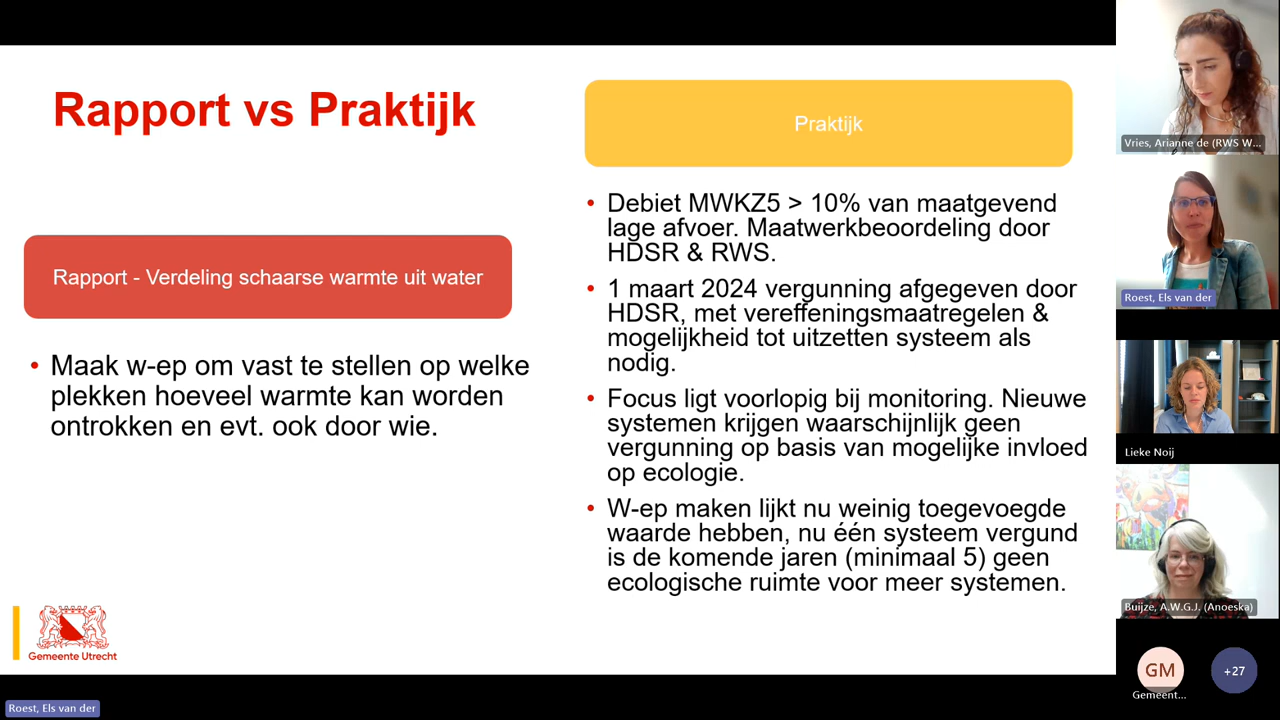 Rapport vs Praktijk
Rapport - Verdeling schaarse warmte uit water
• Maak w-ep om vast te stellen op welke
plekken hoeveel warmte kan worden
ontrokken en evt. ook door wie.
Praktijk
• Debiet MWKZ5 > 10% van maatgevend
lage afvoer. Maatwerkbeoordeling door
HDSR & RWS.
• 1 maart 2024 vergunning afgegeven door
HDSR, met vereffeningsmaatregelen &
mogelijkheid tot uitzetten systeem als
nodig.
• Focus ligt voorlopig bij monitoring. Nieuwe
systemen krijgen waarschijnlijk geen
vergunning op basis van mogelijke invloed
op ecologie.
• W-ep maken lijkt nu weinig toegevoegde
waarde hebben, nu één systeem vergund
is de komende jaren (minimaal 5) geen
ecologische ruimte voor meer systemen.
Gemeente Utrecht
Roest, Els van der
Vries, Arianne de (RWS W...
Roest, Els van der
Lieke Noij
Buijze, A.W.G.J. (Anoeska)
GM
Gemeent...
+27